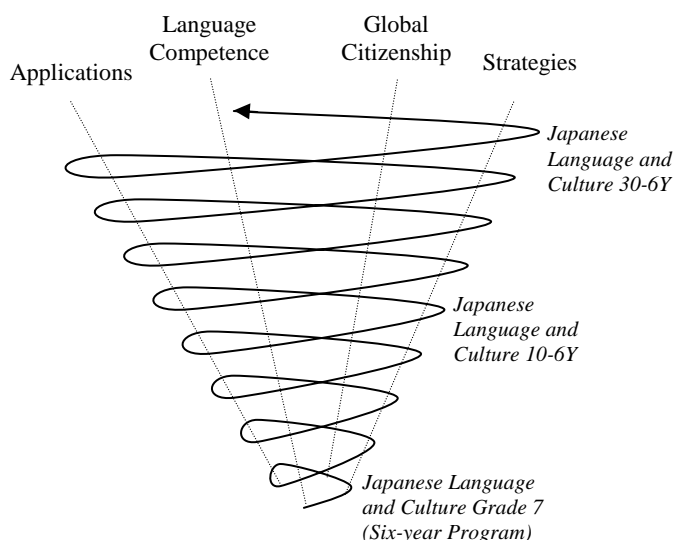 Applications
Language
Competence
Global
Citizenship
Strategies
Japanese
Language and
Culture 30-6Y
Japanese
Language and
Culture 10-6Y
Japanese Language
and Culture Grade 7
(Six-year Program)